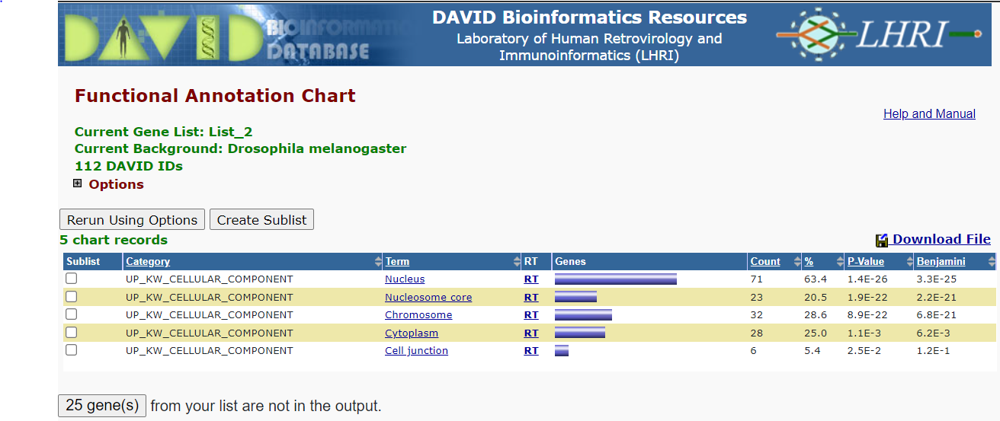 DAVID BIOINFORMATICS DATABASE
DAVID Bioinformatics Resources
Laboratory of Human Retrovirology and
Immunoinformatics (LHRI)
LHRI
Functional Annotation Chart
Help and Manual
Current Gene List: List_2
Current Background: Drosophila melanogaster
112 DAVID IDs
Options
Rerun Using Options Create Sublist
5 chart records Download File
Sublist Category Term RT Genes Count % P-Value Benjamini
UP_KW_CELLULAR_COMPONENT Nucleus RT 71 63.4 1.4E-26 3.3E-25
UP_KW_CELLULAR_COMPONENT Nucleosome core RT 23 20.5 1.9E-22 2.2E-21
UP_KW_CELLULAR_COMPONENT Chromosome RT 32 28.6 8.9E-22 6.8E-21
UP_KW_CELLULAR_COMPONENT Cytoplasm RT 28 25.0 1.1E-3 6.2E-3
UP_KW_CELLULAR_COMPONENT Cell junction RT 6 5.4 2.5E-2 1.2E-1
25 gene(s) from your list are not in the output.